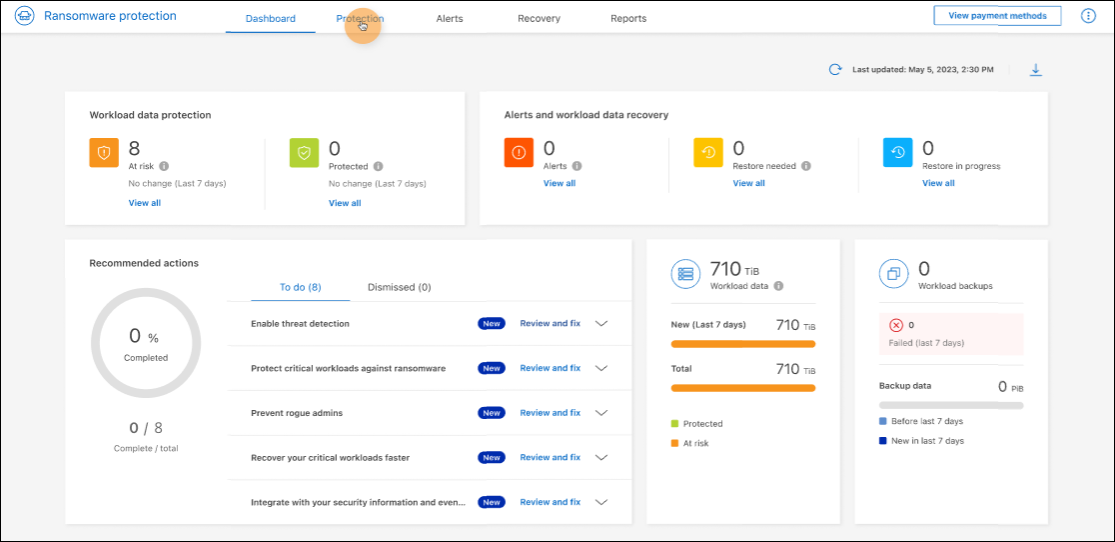 Ransomware protection
Dashboard
Protection
Alerts
Recovery
Reports
View payment methods
Last updated: May 5, 2023, 2:30 PM
Workload data protection
8
At risk
No change (Last 7 days)
View all
0
Protected
No change (Last 7 days)
View all
Alerts and workload data recovery
0
Alerts
View all
0
Restore needed
View all
0
Restore in progress
View all
Recommended actions
0 %
Completed
0 / 8
Complete / total
To do (8)
Dismissed (0)
Enable threat detection New Review and fix
Protect critical workloads against ransomware New Review and fix
Prevent rogue admins New Review and fix
Recover your critical workloads faster New Review and fix
Integrate with your security information and even... New Review and fix
710 TiB
Workload data
New (Last 7 days) 710 TiB
Total 710 TiB
Protected
At risk
0
Workload backups
0
Failed (last 7 days)
Backup data 0 PiB
Before last 7 days
New in last 7 days